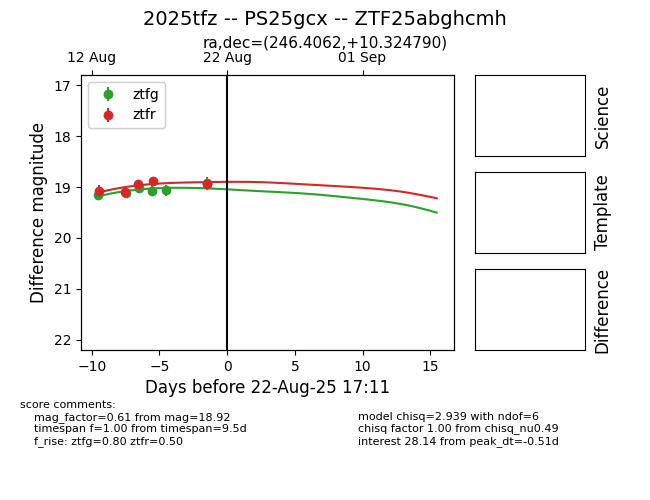 2025tfz -- PS25gcx -- ZTF25abghcmh
ra,dec=(246.4062,+10.324790)
12 Aug 22 Aug 01 Sep
ztfg
ztfr
17
18
19
20
21
22
Difference magnitude
−10 −5 0 5 10 15
Days before 22-Aug-25 17:11
Science
Template
Difference
score comments:
mag_factor=0.61 from mag=18.92
timespan f=1.00 from timespan=9.5d
f_rise: ztfg=0.80 ztfr=0.50
model chisq=2.939 with ndof=6
chisq factor 1.00 from chisq_nu0.49
interest 28.14 from peak_dt=-0.51d